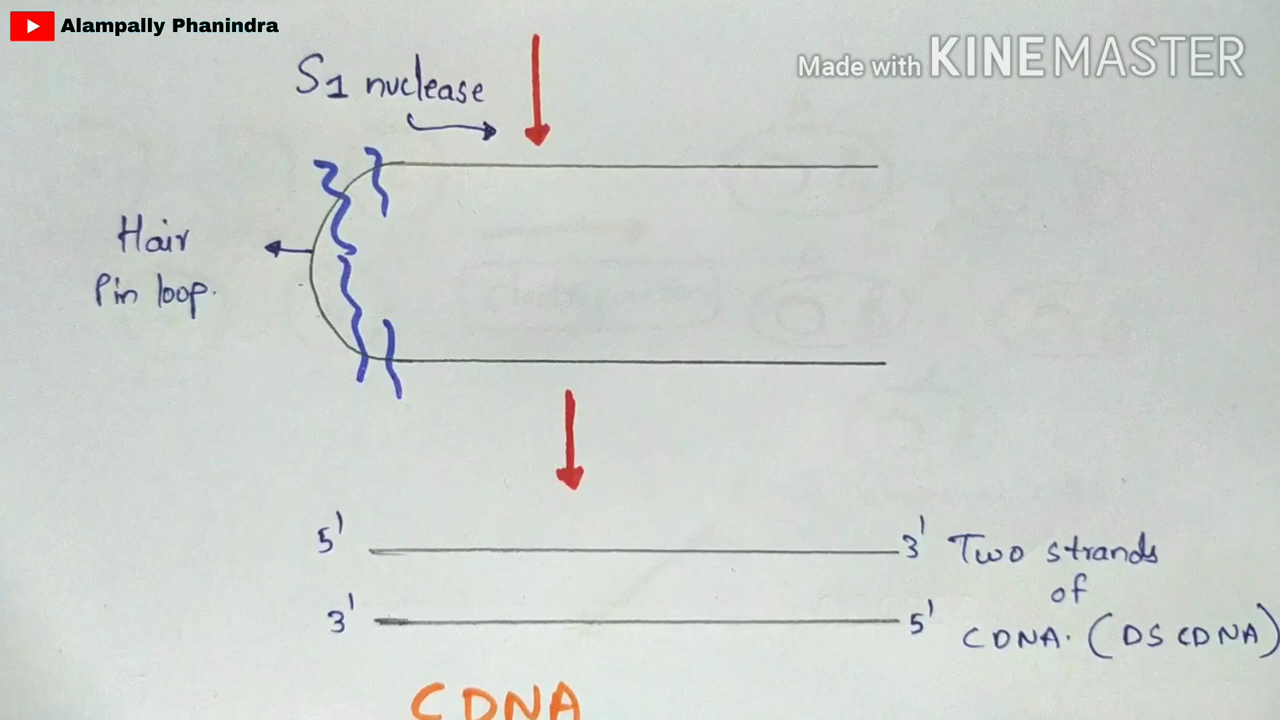 Alampally Phanindra
Made with KINEMASTER
S1 nuclease
Hair
Pin loop.
5' 3' Two strands
of
3' 5' CDNA. (DS CDNA)
CDNA